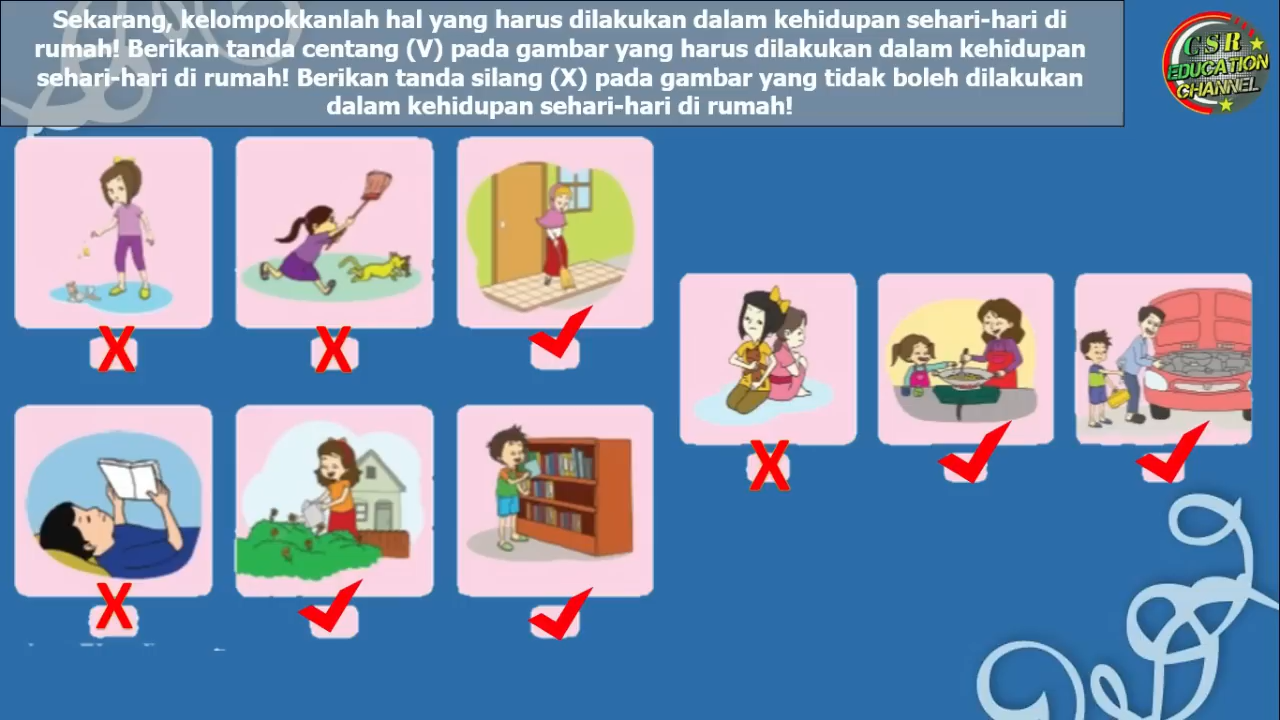 Sekarang, kelompokkanlah hal yang harus dilakukan dalam kehidupan sehari-hari di
rumah! Berikan tanda centang (V) pada gambar yang harus dilakukan dalam kehidupan
sehari-hari di rumah! Berikan tanda silang (X) pada gambar yang tidak boleh dilakukan
dalam kehidupan sehari-hari di rumah!
CSR
EDUCATION
CHANNEL
X
X
X
X